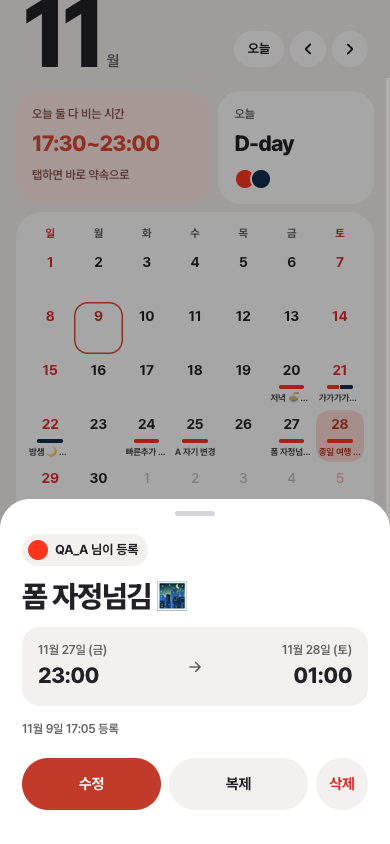 11 월
오늘
오늘 둘 다 비는 시간
17:30~23:00
탭하면 바로 약속으로
오늘
D-day
일 월 화 수 목 금 토
1 2 3 4 5 6 7
8 9 10 11 12 13 14
15 16 17 18 19 20 21
저녁 🍜 ... 가가가가...
22 23 24 25 26 27 28
밤샘 🌙 ... 빠른추가 ... A 자기 변경 폼 자정넘... 종일 여행 ...
29 30 1 2 3 4 5
QA_A 님이 등록
폼 자정넘김 🌃
11월 27일 (금) 11월 28일 (토)
23:00 → 01:00
11월 9일 17:05 등록
수정 복제 삭제